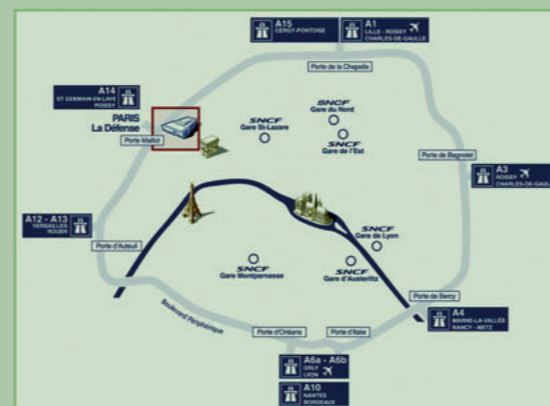 A15
CERGY-PONTOISE
A1
LILLE - ROISSY
CHARLES-DE-GAULLE
Porte de la Chapelle
A14
ST GERMAIN-EN-LAYE
POISSY
PARIS
La Défense
Porte Maillot
SNCF
Gare du Nord
SNCF
Gare St-Lazare
SNCF
Gare de l'Est
Porte de Bagnolet
A3
ROISSY
CHARLES-DE-GAULLE
A12 - A13
VERSAILLES
ROUEN
Porte d'Auteuil
SNCF
Gare de Lyon
SNCF
Gare Montparnasse
SNCF
Gare d'Austerlitz
Porte de Bercy
A4
MARNE-LA-VALLÉE
NANCY - METZ
Boulevard Périphérique
Porte d'Orléans
Porte d'Italie
A6a - A6b
ORLY
LYON
A10
NANTES
BORDEAUX